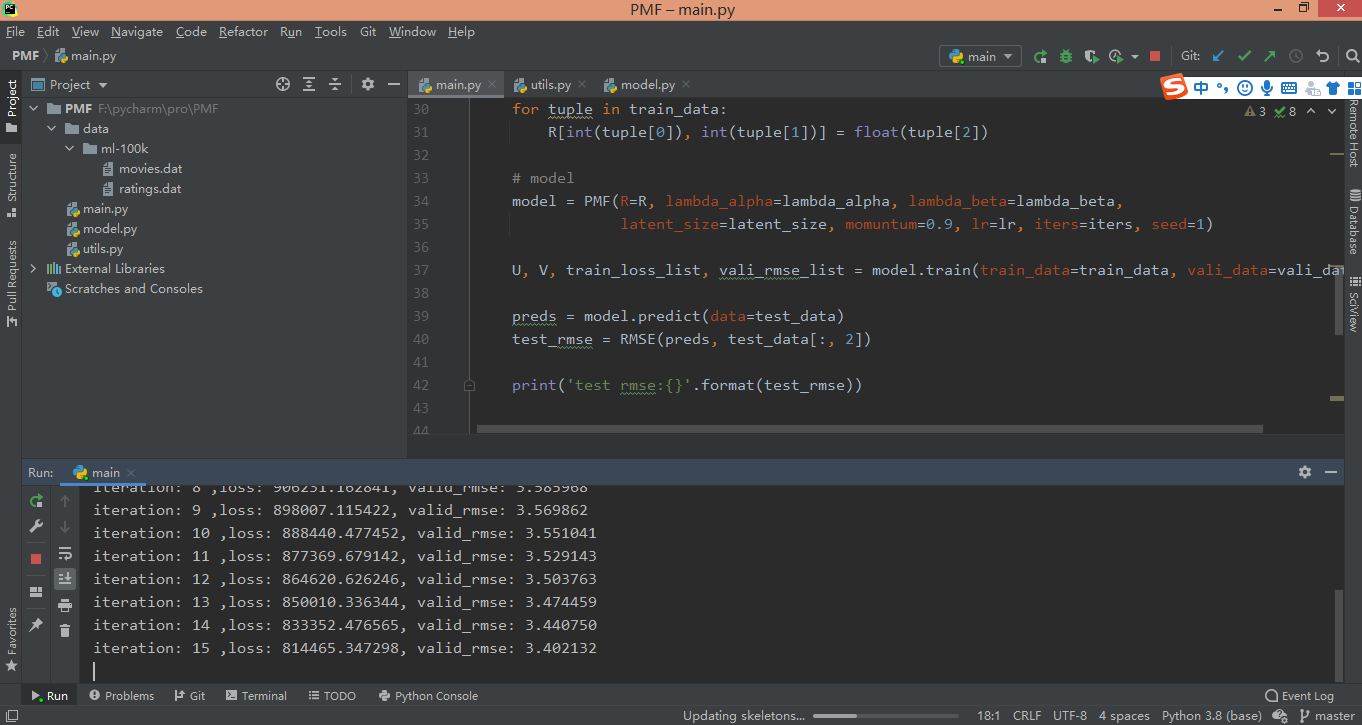 PMF – main.py
File Edit View Navigate Code Refactor Run Tools Git Window Help
PMF main.py
main
Git:
Project
main.py
utils.py
model.py
中
PMF F:\pycharm\pro\PMF
data
ml-100k
movies.dat
ratings.dat
main.py
model.py
utils.py
External Libraries
Scratches and Consoles
Project
Structure
Pull Requests
Favorites
3 8
30 for tuple in train_data:
31 R[int(tuple[0]), int(tuple[1])] = float(tuple[2])
32
33 # model
34 model = PMF(R=R, lambda_alpha=lambda_alpha, lambda_beta=lambda_beta,
35 latent_size=latent_size, momuntum=0.9, lr=lr, iters=iters, seed=1)
36
37 U, V, train_loss_list, vali_rmse_list = model.train(train_data=train_data, vali_data=vali_dat
38
39 preds = model.predict(data=test_data)
40 test_rmse = RMSE(preds, test_data[:, 2])
41
42 print('test rmse:{}'.format(test_rmse))
43
44
Remote Host
Database
SciView
Run: main
iteration: 8 ,loss: 906231.162841, valid_rmse: 3.585968
iteration: 9 ,loss: 898007.115422, valid_rmse: 3.569862
iteration: 10 ,loss: 888440.477452, valid_rmse: 3.551041
iteration: 11 ,loss: 877369.679142, valid_rmse: 3.529143
iteration: 12 ,loss: 864620.626246, valid_rmse: 3.503763
iteration: 13 ,loss: 850010.336344, valid_rmse: 3.474459
iteration: 14 ,loss: 833352.476565, valid_rmse: 3.440750
iteration: 15 ,loss: 814465.347298, valid_rmse: 3.402132
Run Problems Git Terminal TODO Python Console Event Log
Updating skeletons... 18:1 CRLF UTF-8 4 spaces Python 3.8 (base) master